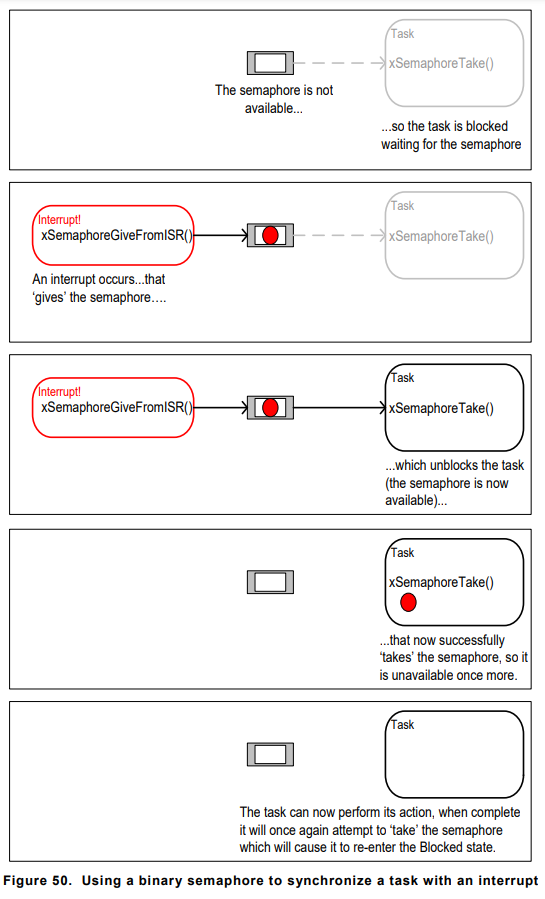 Task
xSemaphoreTake()
The semaphore is not
available...
...so the task is blocked
waiting for the semaphore
Interrupt!
xSemaphoreGiveFromISR()
Task
xSemaphoreTake()
An interrupt occurs...that
‘gives’ the semaphore….
Interrupt!
xSemaphoreGiveFromISR()
Task
xSemaphoreTake()
...which unblocks the task
(the semaphore is now
available)...
Task
xSemaphoreTake()
...that now successfully
‘takes’ the semaphore, so it
is unavailable once more.
Task
The task can now perform its action, when complete
it will once again attempt to ‘take’ the semaphore
which will cause it to re-enter the Blocked state.
Figure 50.  Using a binary semaphore to synchronize a task with an interrupt